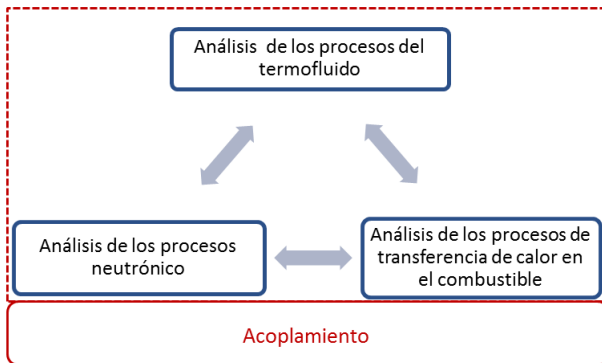 Análisis de los procesos del
termofluido
Análisis de los procesos
neutrónico
Análisis de los procesos de
transferencia de calor en
el combustible
Acoplamiento